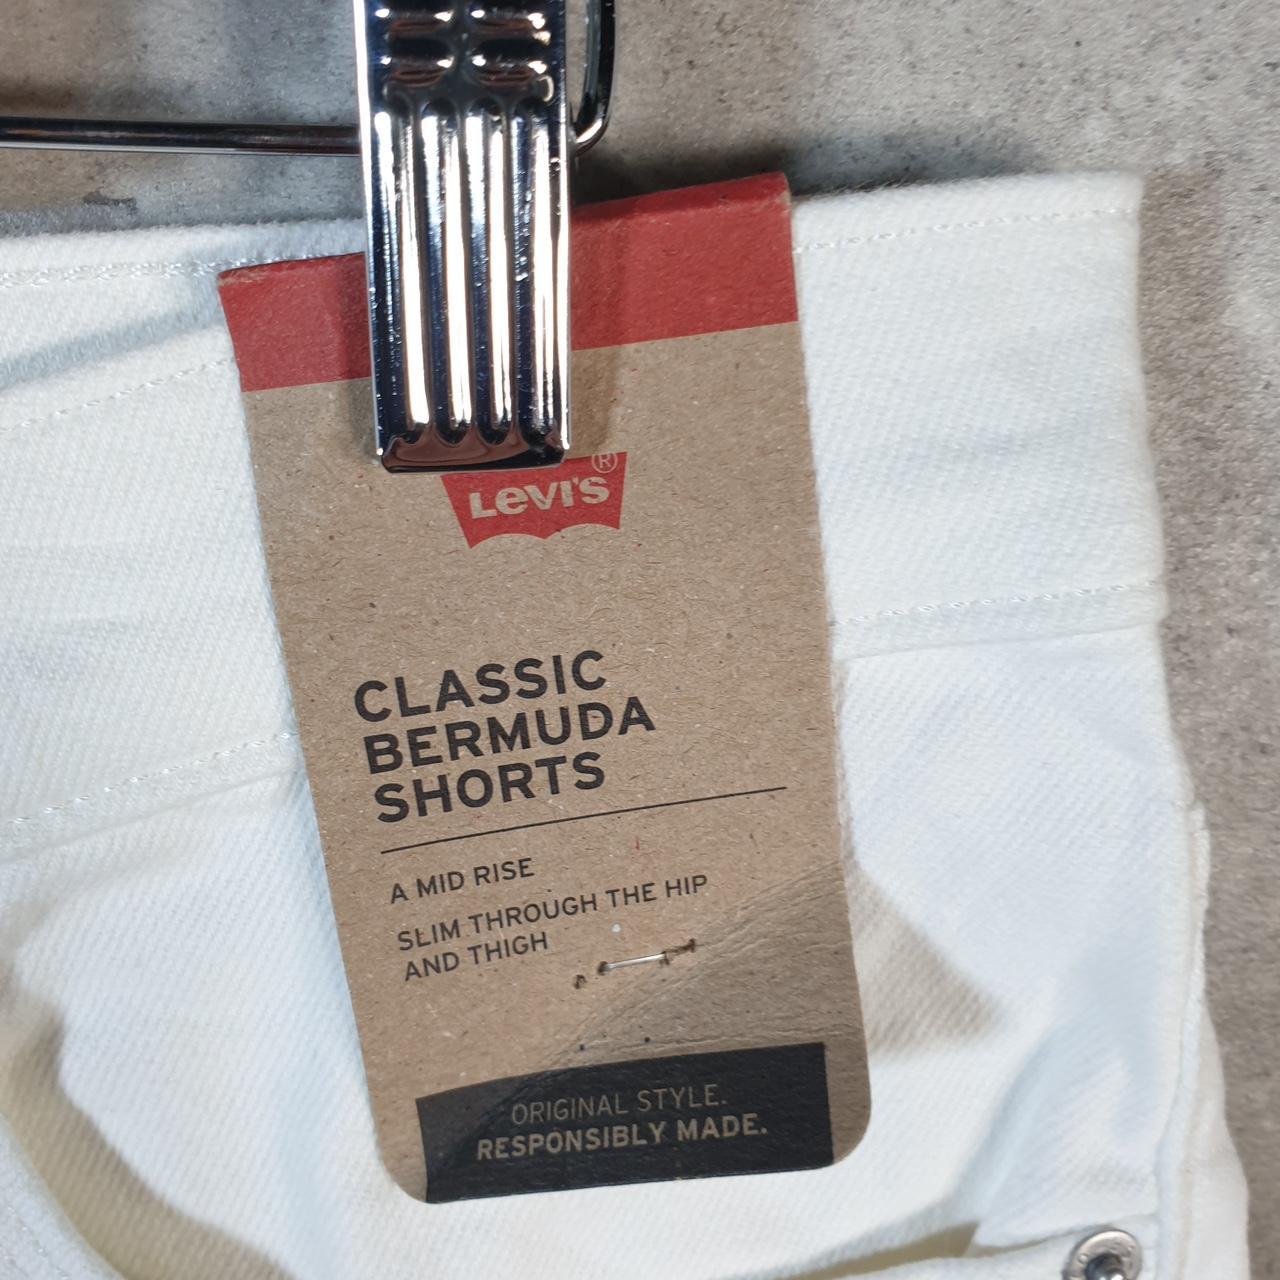 Levi's®
CLASSIC
BERMUDA
SHORTS
A MID RISE
SLIM THROUGH THE HIP
AND THIGH
ORIGINAL STYLE.
RESPONSIBLY MADE.